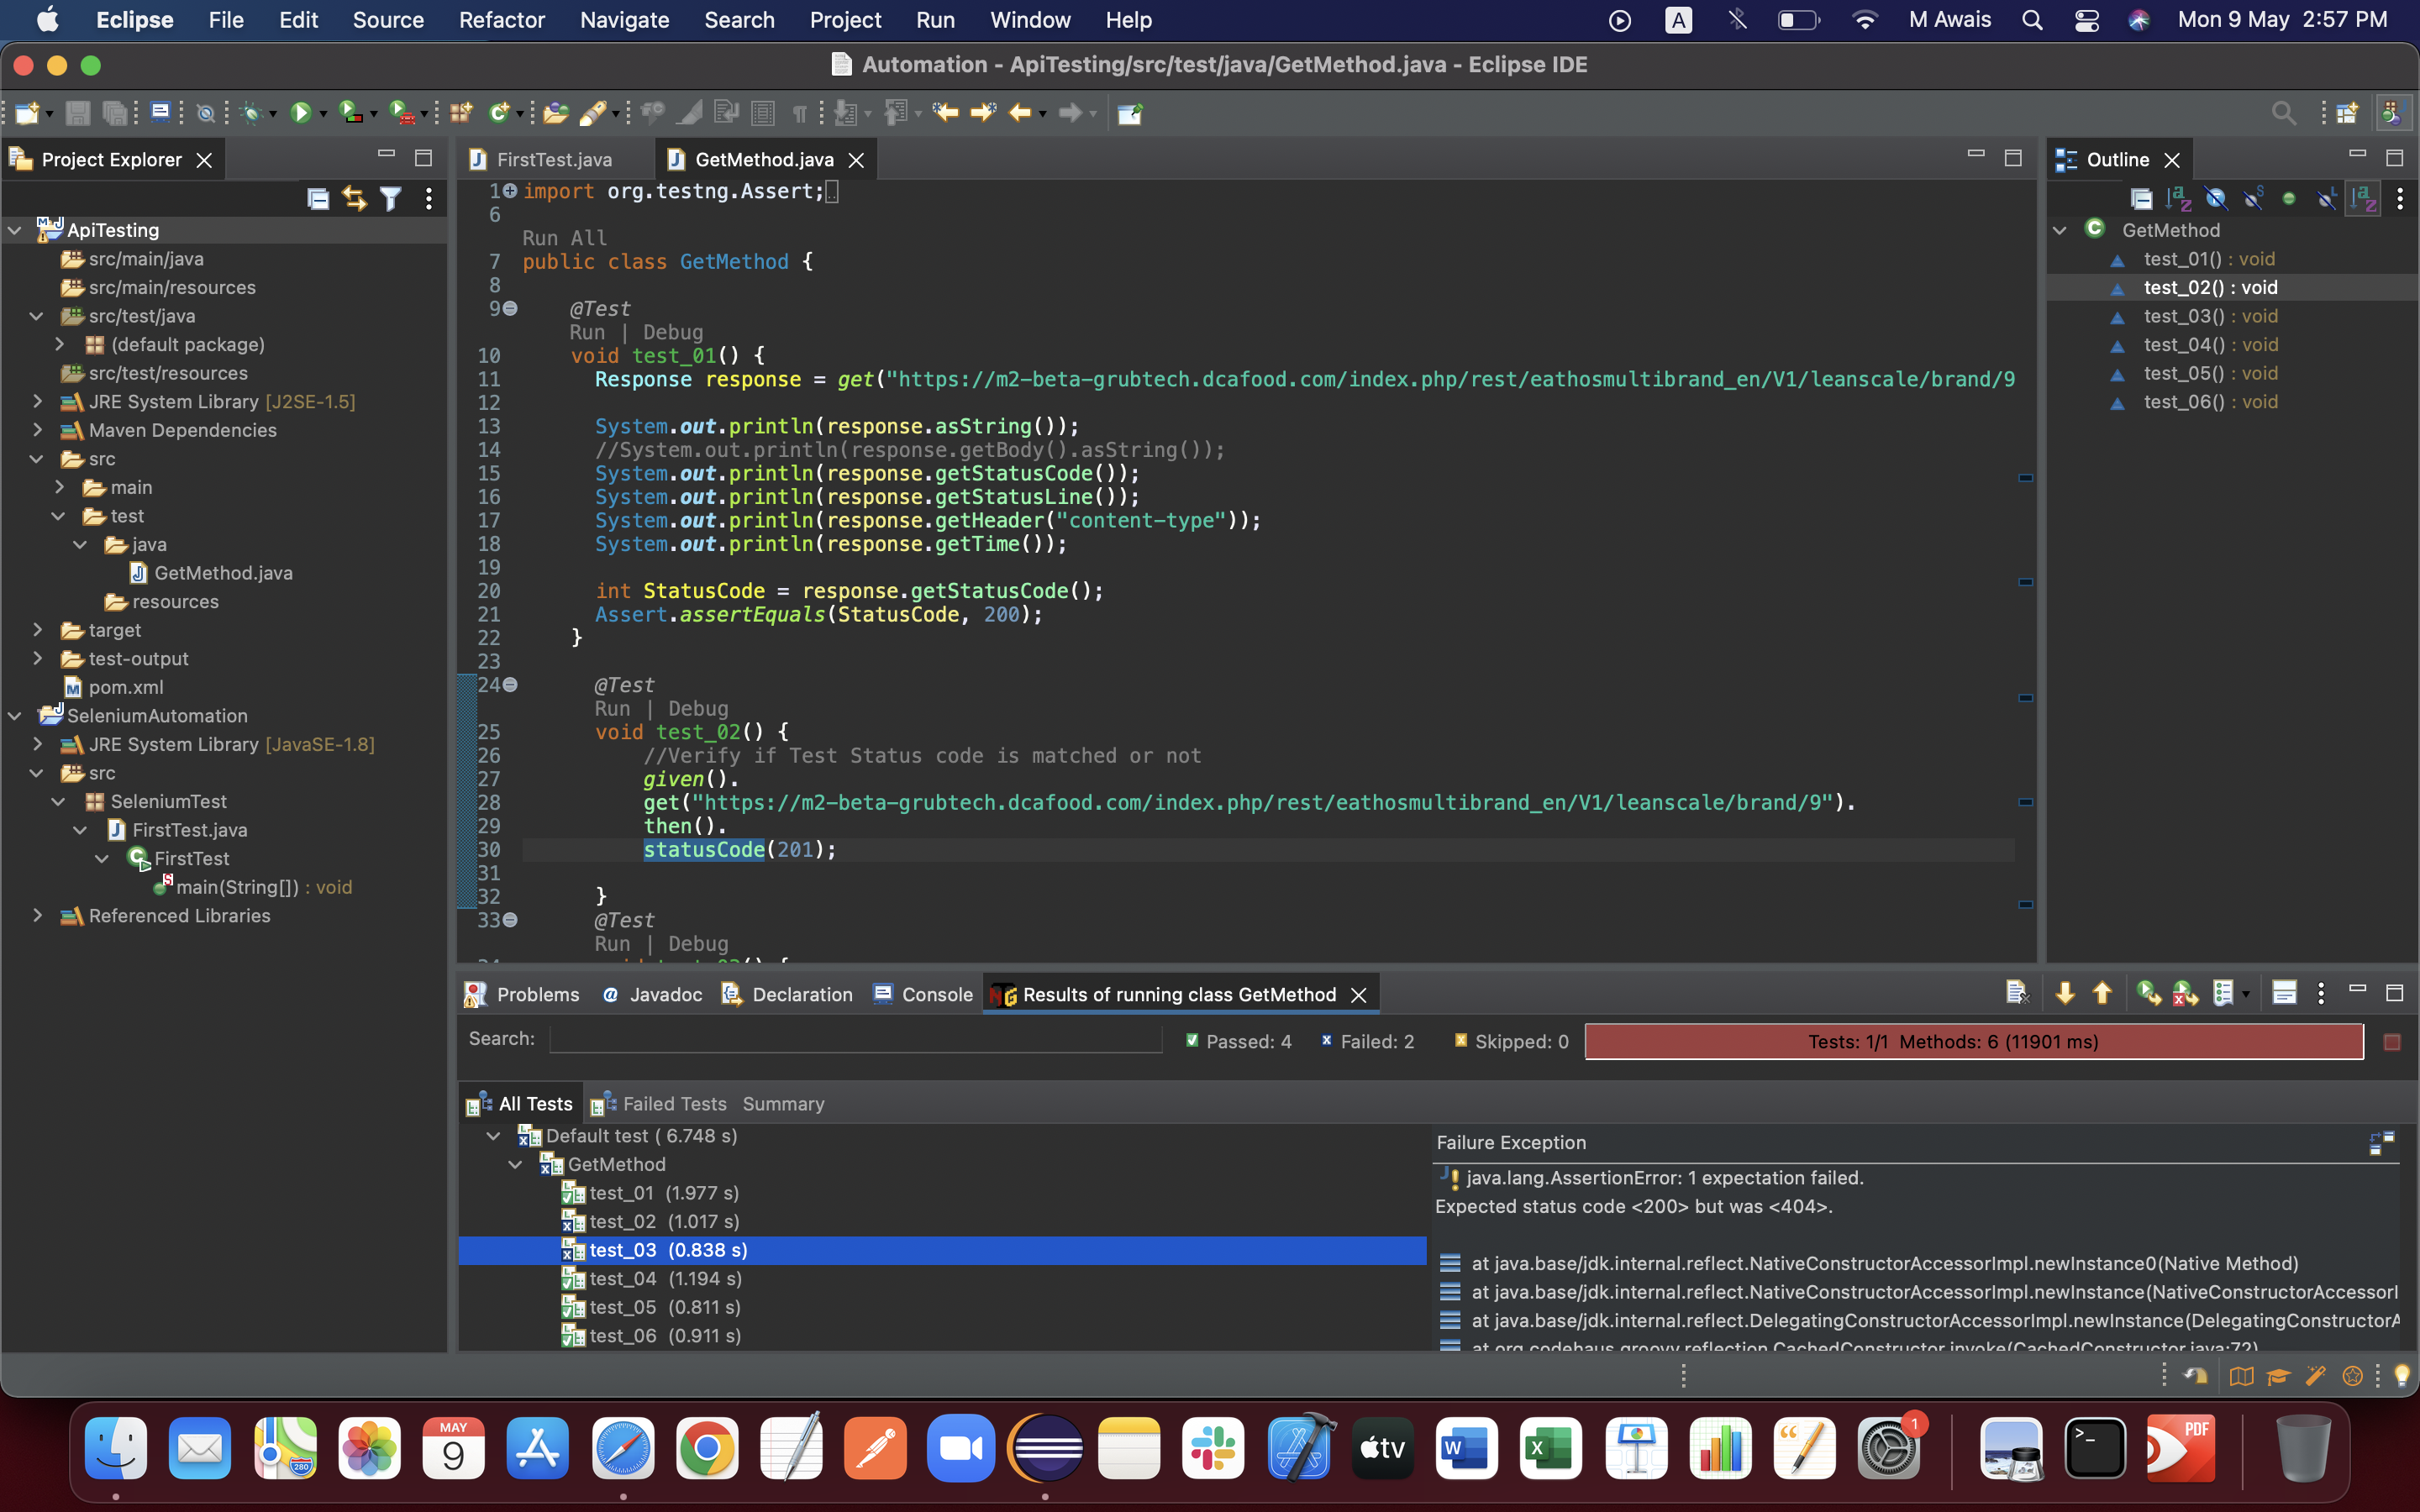 Eclipse File Edit Source Refactor Navigate Search Project Run Window Help
A M Awais Mon 9 May 2:57 PM
Automation - ApiTesting/src/test/java/GetMethod.java - Eclipse IDE
Project Explorer
ApiTesting
src/main/java
src/main/resources
src/test/java
(default package)
src/test/resources
JRE System Library [J2SE-1.5]
Maven Dependencies
src
main
test
java
GetMethod.java
resources
target
test-output
pom.xml
SeleniumAutomation
JRE System Library [JavaSE-1.8]
src
SeleniumTest
FirstTest.java
FirstTest
main(String[]) : void
Referenced Libraries
FirstTest.java GetMethod.java
1 import org.testng.Assert;
6
Run All
7 public class GetMethod {
8
9 @Test
Run | Debug
10 void test_01() {
11 Response response = get("https://m2-beta-grubtech.dcafood.com/index.php/rest/eathosmultibrand_en/V1/leanscale/brand/9
12
13 System.out.println(response.asString());
14 //System.out.println(response.getBody().asString());
15 System.out.println(response.getStatusCode());
16 System.out.println(response.getStatusLine());
17 System.out.println(response.getHeader("content-type"));
18 System.out.println(response.getTime());
19
20 int StatusCode = response.getStatusCode();
21 Assert.assertEquals(StatusCode, 200);
22 }
23
24 @Test
Run | Debug
25 void test_02() {
26 //Verify if Test Status code is matched or not
27 given().
28 get("https://m2-beta-grubtech.dcafood.com/index.php/rest/eathosmultibrand_en/V1/leanscale/brand/9").
29 then().
30 statusCode(201);
31
32 }
33 @Test
Run | Debug
Outline
GetMethod
test_01() : void
test_02() : void
test_03() : void
test_04() : void
test_05() : void
test_06() : void
Problems Javadoc Declaration Console Results of running class GetMethod
Search: Passed: 4 Failed: 2 Skipped: 0 Tests: 1/1 Methods: 6 (11901 ms)
All Tests Failed Tests Summary
Default test ( 6.748 s)
GetMethod
test_01 (1.977 s)
test_02 (1.017 s)
test_03 (0.838 s)
test_04 (1.194 s)
test_05 (0.811 s)
test_06 (0.911 s)
Failure Exception
java.lang.AssertionError: 1 expectation failed.
Expected status code <200> but was <404>.
at java.base/jdk.internal.reflect.NativeConstructorAccessorImpl.newInstance0(Native Method)
at java.base/jdk.internal.reflect.NativeConstructorAccessorImpl.newInstance(NativeConstructorAccessorI
at java.base/jdk.internal.reflect.DelegatingConstructorAccessorImpl.newInstance(DelegatingConstructorA
at org.codehaus.groovy.reflection.CachedConstructor.invoke(CachedConstructor.java:72)
280
MAY
9
tv
W
X
1
PDF